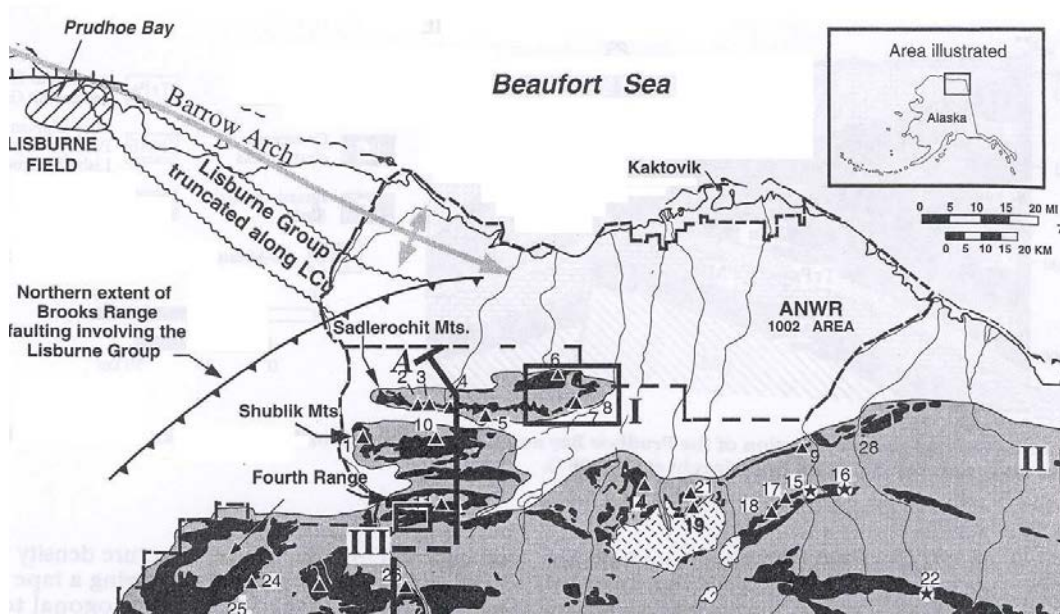 Prudhoe Bay
Beaufort Sea
Area illustrated
Alaska
Barrow Arch
LISBURNE
FIELD
Lisburne Group
truncated along LCU
Kaktovik
0 5 10 15 20 MI
0 5 10 15 20 KM
Northern extent of
Brooks Range
faulting involving the
Lisburne Group
ANWR
1002 AREA
Sadlerochit Mts.
A
2 3 4
6
5
7
8
I
Shublik Mts.
1
10
9
28
II
Fourth Range
21
19
15
16
17
18
III
24
25
26
22